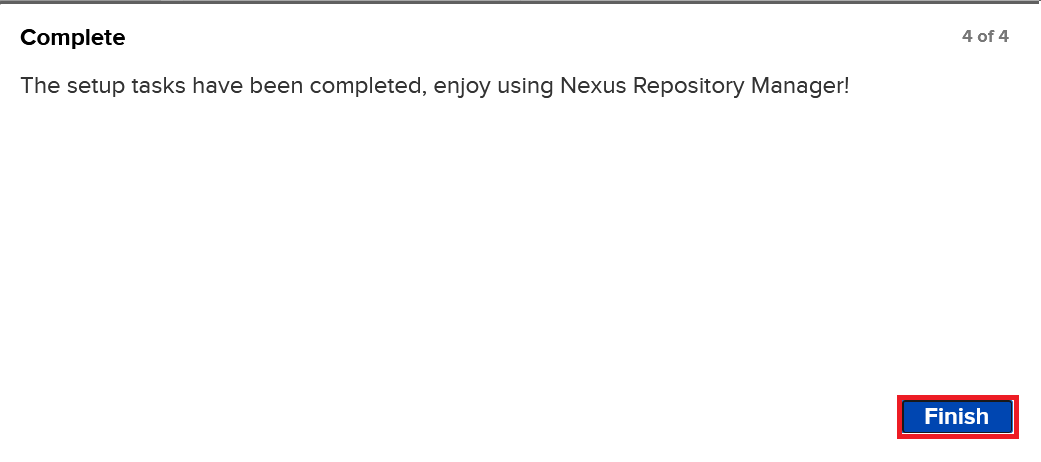 Complete
4 of 4
The setup tasks have been completed, enjoy using Nexus Repository Manager!
Finish